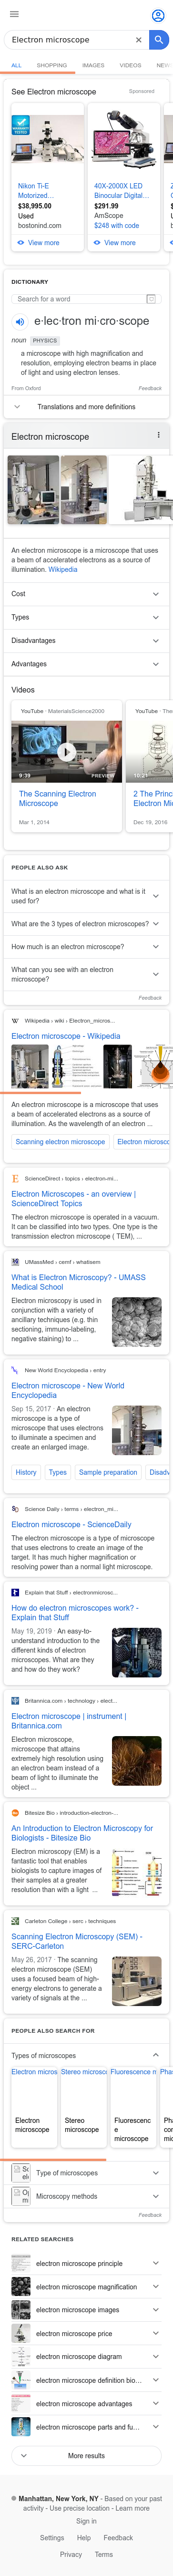 Electron microscope
ALL SHOPPING IMAGES VIDEOS
See Electron microscope
Sponsored
WARRANTY
TESTED
Nikon Ti-E
Motorized…
$38,995.00
Used
bostonind.com
View more
40X-2000X LED
Binocular Digital…
$291.99
AmScope
$248 with code
View more
DICTIONARY
Search for a word
e·lec·tron mi·cro·scope
noun PHYSICS
a microscope with high magnification and
resolution, employing electron beams in place
of light and using electron lenses.
From Oxford
Feedback
Translations and more definitions
Electron microscope
An electron microscope is a microscope that uses
a beam of accelerated electrons as a source of
illumination. Wikipedia
Cost
Types
Disadvantages
Advantages
Videos
YouTube · MaterialsScience2000
9:39
PREVIEW
The Scanning Electron
Microscope
Mar 1, 2014
YouTube · The
10:21
2 The Princ
Electron Mi
Dec 19, 2016
PEOPLE ALSO ASK
What is an electron microscope and what is it
used for?
What are the 3 types of electron microscopes?
How much is an electron microscope?
What can you see with an electron
microscope?
Feedback
Wikipedia › wiki › Electron_micros...
Electron microscope - Wikipedia
An electron microscope is a microscope that uses
a beam of accelerated electrons as a source of
illumination. As the wavelength of an electron ...
Scanning electron microscope
Electron microsco
ScienceDirect › topics › electron-mi...
Electron Microscopes - an overview |
ScienceDirect Topics
The electron microscope is operated in a vacuum.
It can be classified into two types. One type is the
transmission electron microscope ( TEM), ...
UMassMed › cemf › whatisem
What is Electron Microscopy? - UMASS
Medical School
Electron microscopy is used in
conjunction with a variety of
ancillary techniques (e.g. thin
sectioning, immuno-labeling,
negative staining) to ...
New World Encyclopedia › entry
Electron microscope - New World
Encyclopedia
Sep 15, 2017 · An electron
microscope is a type of
microscope that uses electrons
to illuminate a specimen and
create an enlarged image.
History Types Sample preparation Disadv
Science Daily › terms › electron_mi...
Electron microscope - ScienceDaily
The electron microscope is a type of microscope
that uses electrons to create an image of the
target. It has much higher magnification or
resolving power than a normal light microscope.
Explain that Stuff › electronmicrosc...
How do electron microscopes work? -
Explain that Stuff
May 19, 2019 · An easy-to-
understand introduction to the
different kinds of electron
microscopes. What are they
and how do they work?
Britannica.com › technology › elect...
Electron microscope | instrument |
Britannica.com
Electron microscope,
microscope that attains
extremely high resolution using
an electron beam instead of a
beam of light to illuminate the
object ...
Bitesize Bio › introduction-electron-...
An Introduction to Electron Microscopy for
Biologists - Bitesize Bio
Electron microscopy (EM) is a
fantastic tool that enables
biologists to capture images of
their samples at a greater
resolution than with a light ...
Carleton College › serc › techniques
Scanning Electron Microscopy (SEM) -
SERC-Carleton
May 26, 2017 · The scanning
electron microscope (SEM)
uses a focused beam of high-
energy electrons to generate a
variety of signals at the ...
PEOPLE ALSO SEARCH FOR
Types of microscopes
Electron micros Stereo microsc Fluorescence m Phas
Electron
microscope
Stereo
microscope
Fluorescenc
e
microscope
Type of microscopes
Microscopy methods
Feedback
RELATED SEARCHES
electron microscope principle
electron microscope magnification
electron microscope images
electron microscope price
electron microscope diagram
electron microscope definition bio…
electron microscope advantages
electron microscope parts and fu…
More results
Manhattan, New York, NY - Based on your past
activity - Use precise location - Learn more
Sign in
Settings Help Feedback
Privacy Terms